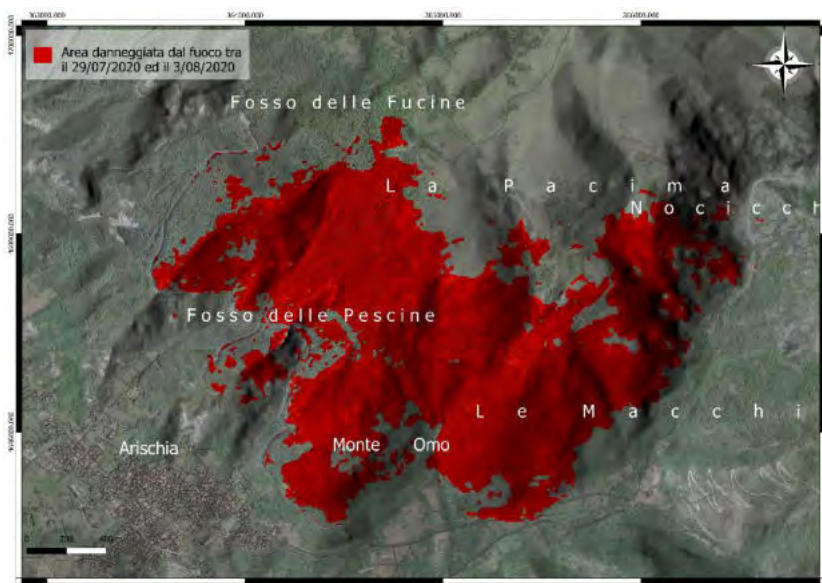 Area danneggiata dal fuoco tra
il 29/07/2020 ed il 3/08/2020
Fosso delle Fucine
La Pacima
Nocicch
Fosso delle Pescine
Le Macchi
Arischia
Monte Omo